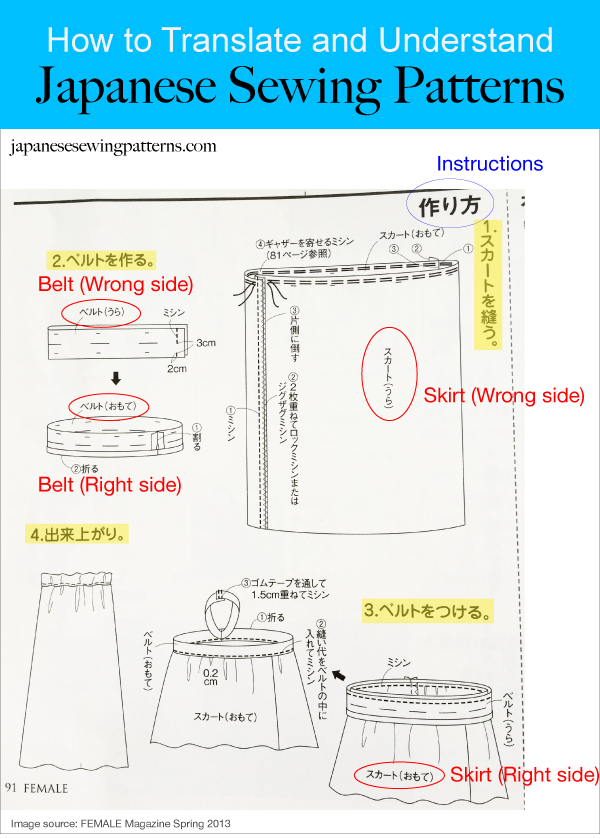 How to Translate and Understand
Japanese Sewing Patterns
japanesesewingpatterns.com
Instructions
作り方
1.スカートを縫う。
スカート(おもて)
④ギャザーを寄せるミシン
(81ページ参照)
③
②
①
③片側に倒す
②2枚重ねてロックミシンまたは
ジグザグミシン
①ミシン
スカート(うら)
Skirt (Wrong side)
2.ベルトを作る。
Belt (Wrong side)
ベルト(うら)
ミシン
3cm
2cm
ベルト(おもて)
①割る
②折る
Belt (Right side)
3.ベルトをつける。
ミシン
ベルト(うら)
スカート(おもて)
Skirt (Right side)
③ゴムテープを通して
1.5cm重ねてミシン
①折る
②縫い代をベルトの中に
入れてミシン
ベルト(おもて)
0.2
cm
スカート(おもて)
4.出来上がり。
91 FEMALE
Image source: FEMALE Magazine Spring 2013